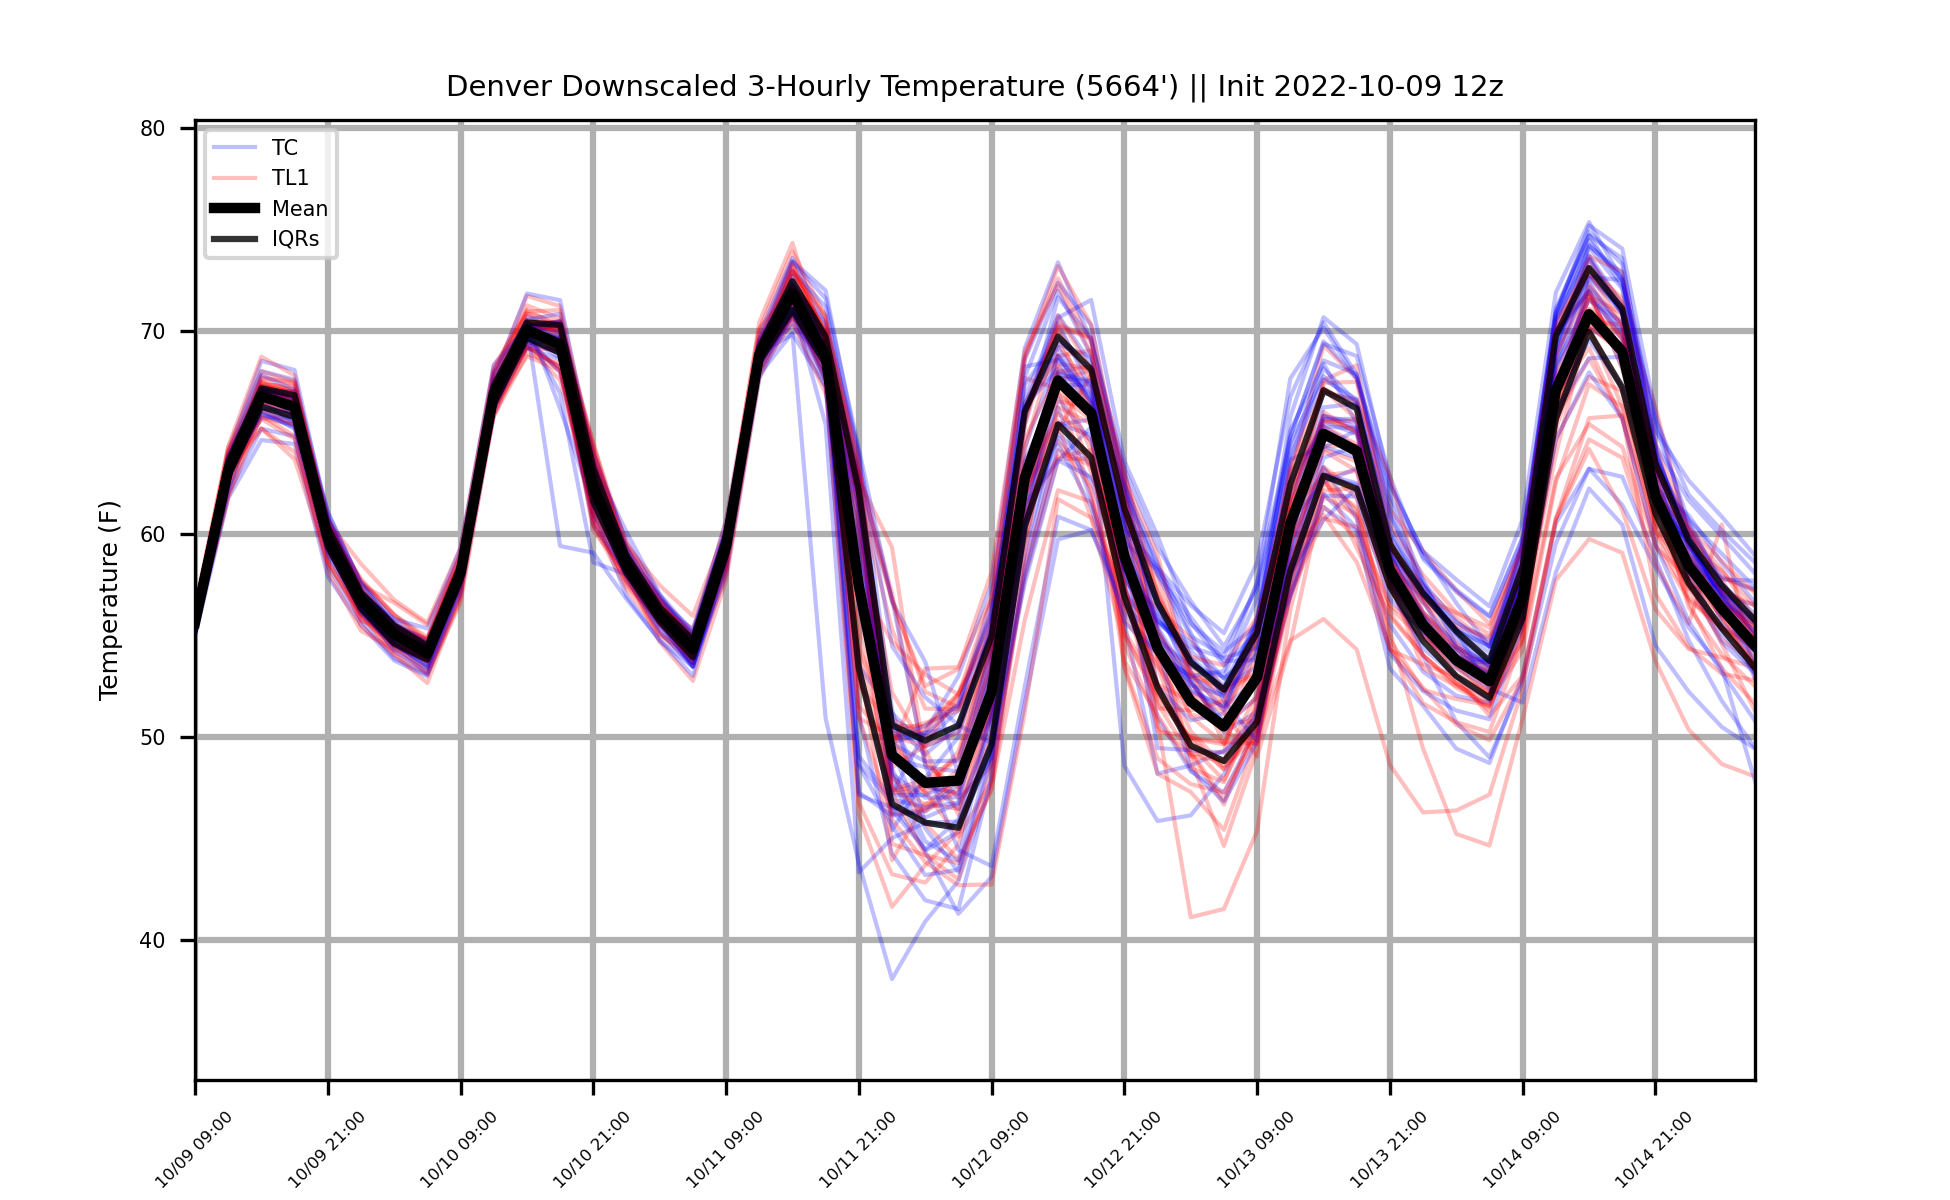 Denver Downscaled 3-Hourly Temperature (5664') || Init 2022-10-09 12z
80
70
60
50
40
Temperature (F)
TC
TL1
Mean
IQRs
10/09 09:00
10/09 21:00
10/10 09:00
10/10 21:00
10/11 09:00
10/11 21:00
10/12 09:00
10/12 21:00
10/13 09:00
10/13 21:00
10/14 09:00
10/14 21:00